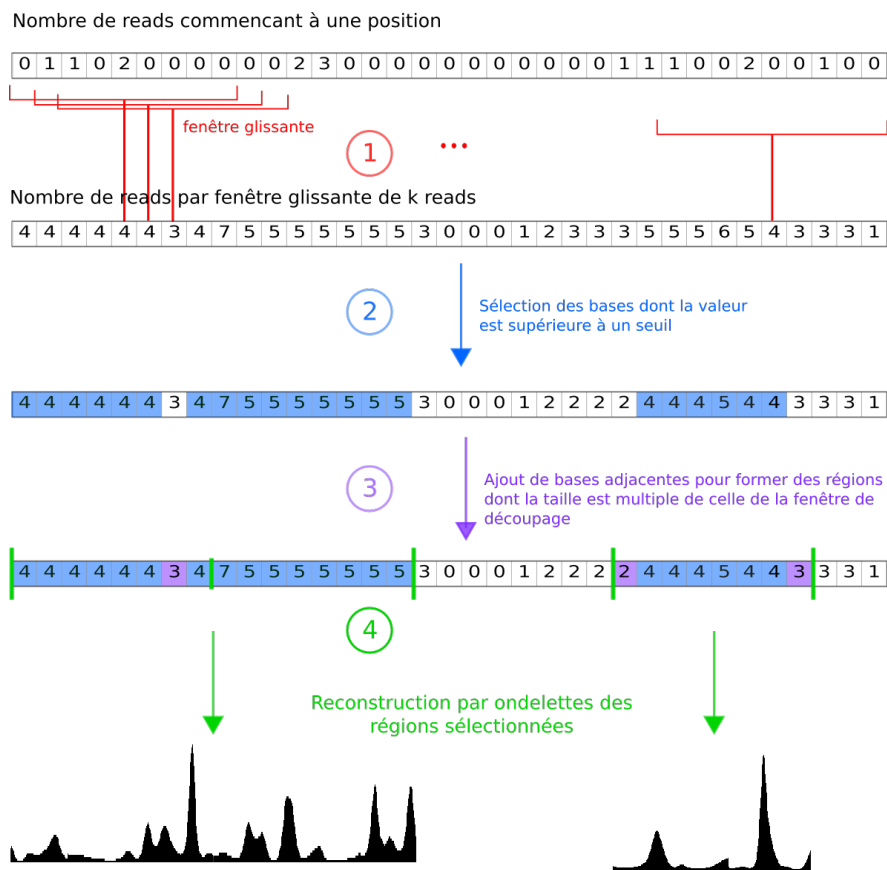 Nombre de reads commencant à une position
0 1 1 0 2 0 0 0 0 0 0 2 3 0 0 0 0 0 0 0 0 0 0 0 1 1 1 0 0 2 0 0 1 0 0
fenêtre glissante
1 ...
Nombre de reads par fenêtre glissante de k reads
4 4 4 4 4 4 3 4 7 5 5 5 5 5 5 5 3 0 0 0 1 2 3 3 3 5 5 5 6 5 4 3 3 3 1
2
Sélection des bases dont la valeur
est supérieure à un seuil
4 4 4 4 4 4 3 4 7 5 5 5 5 5 5 5 3 0 0 0 1 2 2 2 2 4 4 4 5 4 4 3 3 3 1
3
Ajout de bases adjacentes pour former des régions
dont la taille est multiple de celle de la fenêtre de
découpage
4 4 4 4 4 4 3 4 7 5 5 5 5 5 5 5 3 0 0 0 1 2 2 2 2 4 4 4 5 4 4 3 3 3 1
4
Reconstruction par ondelettes des
régions sélectionnées